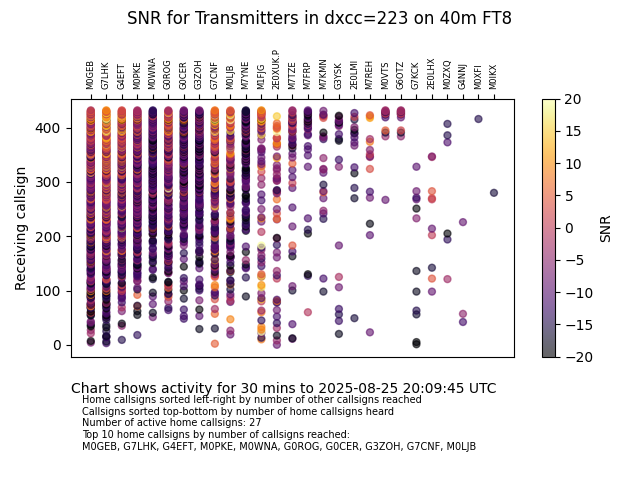 SNR for Transmitters in dxcc=223 on 40m FT8
M0GEB G7LHK G4EFT M0PKE M0WNA G0ROG G0CER G3ZOH G7CNF M0LJB M7YNE M1FJG 2E0XUK.P M7TZE M7FRP M7KMN G3YSK 2E0LMI M7REH M0VTS G6OTZ G7KCK 2E0LHX M0ZXQ G4NNJ M0XFI M0IKX
Receiving callsign
400
300
200
100
0
20
15
10
5
0
−5
−10
−15
−20
SNR
Chart shows activity for 30 mins to 2025-08-25 20:09:45 UTC
Home callsigns sorted left-right by number of other callsigns reached
Callsigns sorted top-bottom by number of home callsigns heard
Number of active home callsigns: 27
Top 10 home callsigns by number of callsigns reached:
M0GEB, G7LHK, G4EFT, M0PKE, M0WNA, G0ROG, G0CER, G3ZOH, G7CNF, M0LJB